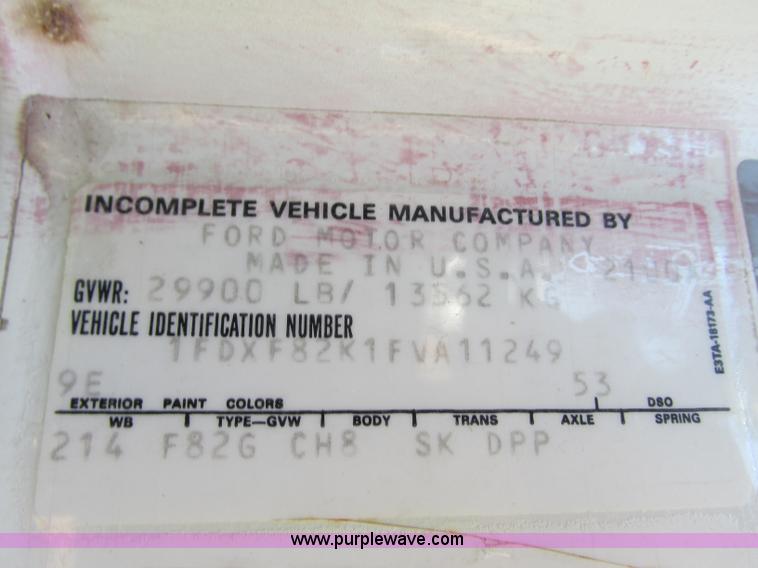 INCOMPLETE VEHICLE MANUFACTURED BY
FORD MOTOR COMPANY
MADE IN U.S.A.
GVWR: 29900 LB/ 13562 KG
VEHICLE IDENTIFICATION NUMBER
1FDXF82K1FVA11249
9E 53
EXTERIOR PAINT COLORS DSO
WB TYPE—GVW BODY TRANS AXLE SPRING
214 F82G CH8 SK DPP
E3TA-18173-AA
www.purplewave.com